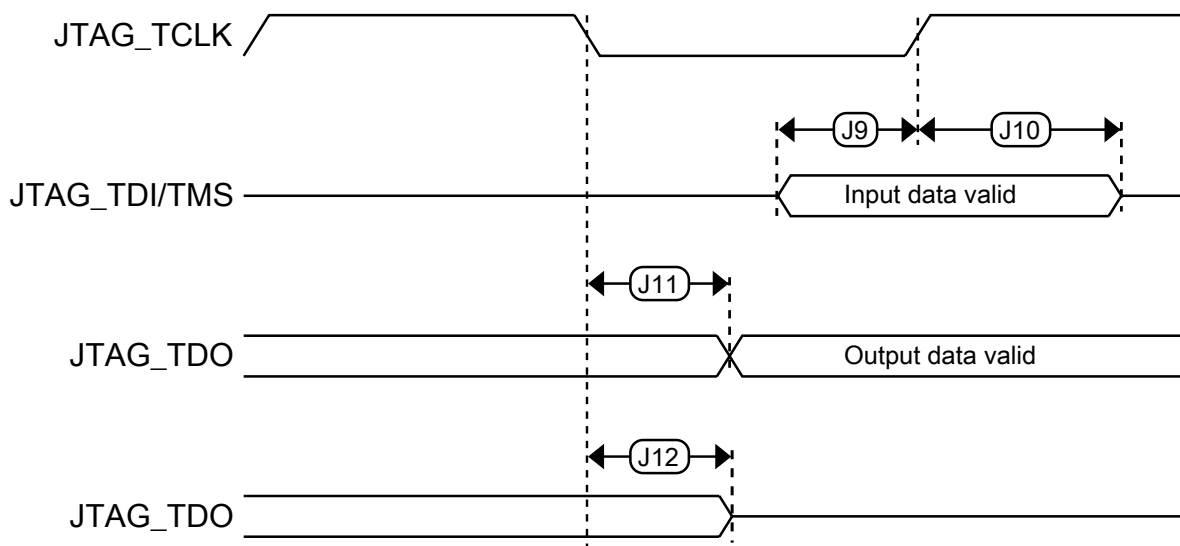 JTAG_TCLK
J9
J10
JTAG_TDI/TMS
Input data valid
J11
JTAG_TDO
Output data valid
J12
JTAG_TDO